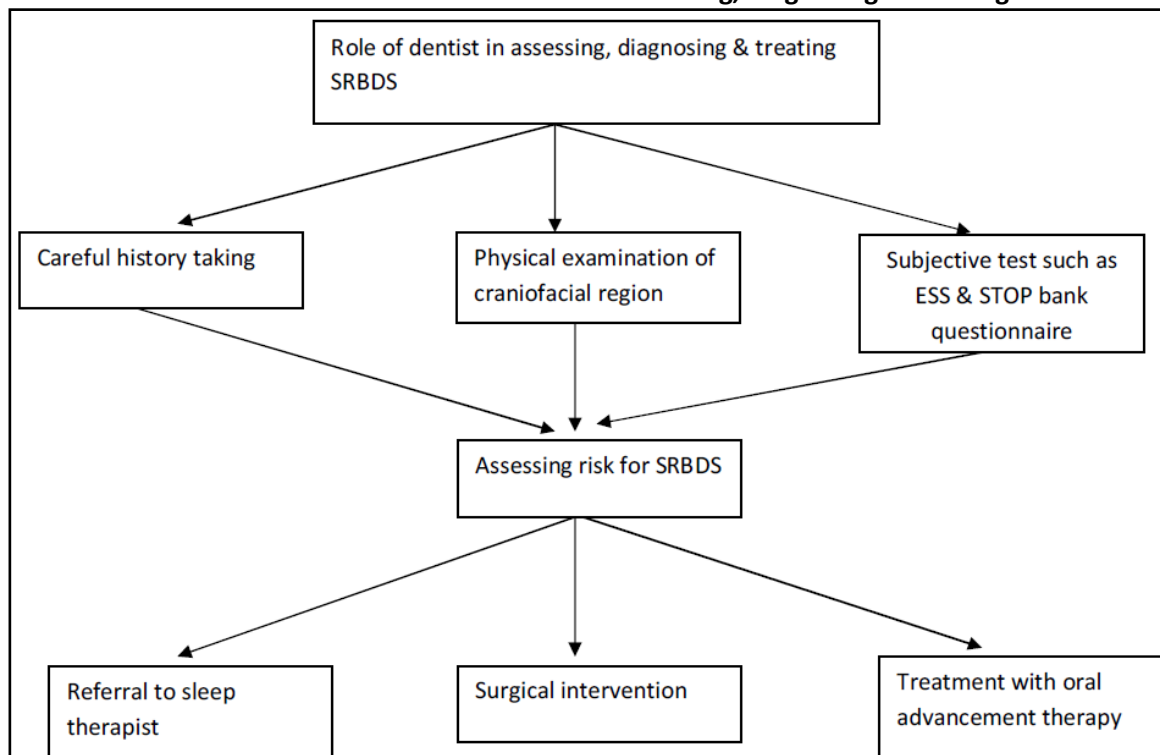 Role of dentist in assessing, diagnosing & treating
SRBDS
Careful history taking
Physical examination of
craniofacial region
Subjective test such as
ESS & STOP bank
questionnaire
Assessing risk for SRBDS
Referral to sleep
therapist
Surgical intervention
Treatment with oral
advancement therapy